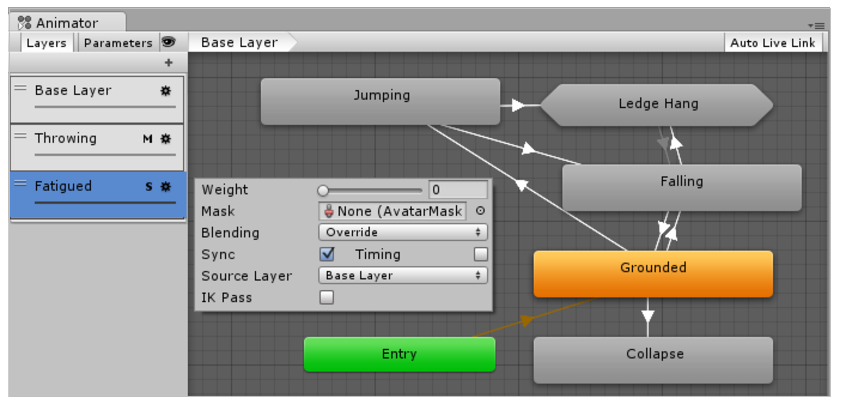 Animator
Layers Parameters Base Layer Auto Live Link
+
Base Layer
Throwing M
Fatigued S
Weight 0
Mask None (AvatarMask
Blending Override
Sync Timing
Source Layer Base Layer
IK Pass
Jumping
Ledge Hang
Falling
Grounded
Entry
Collapse